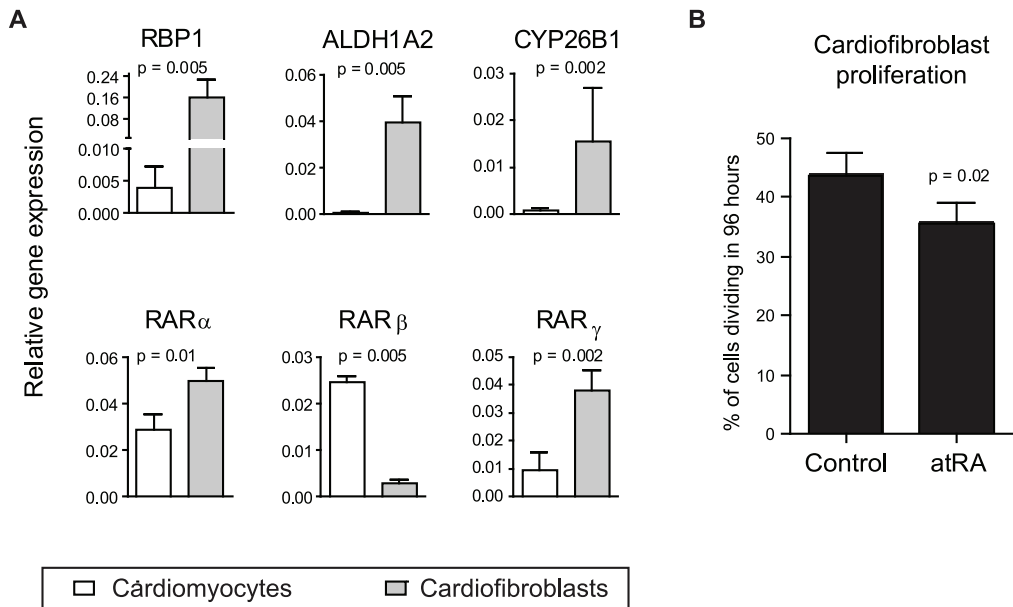 A
B
Relative gene expression
RBP1
p = 0.005
0.24
0.16
0.08
0.010
0.005
0.000
ALDH1A2
p = 0.005
0.06
0.04
0.02
0.00
CYP26B1
p = 0.002
0.03
0.02
0.01
0.00
RARα
p = 0.01
0.06
0.04
0.02
0.00
RAR β
p = 0.005
0.03
0.02
0.01
0.00
RAR γ
p = 0.002
0.05
0.04
0.03
0.02
0.01
0.00
Cardiomyocytes
Cardiofibroblasts
Cardiofibroblast
proliferation
% of cells dividing in 96 hours
50
40
30
20
10
0
p = 0.02
Control
atRA